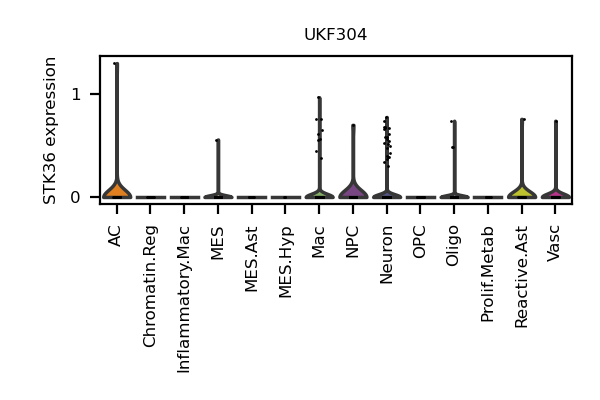 UKF304
STK36 expression
1
0
AC
Chromatin.Reg
Inflammatory.Mac
MES
MES.Ast
MES.Hyp
Mac
NPC
Neuron
OPC
Oligo
Prolif.Metab
Reactive.Ast
Vasc